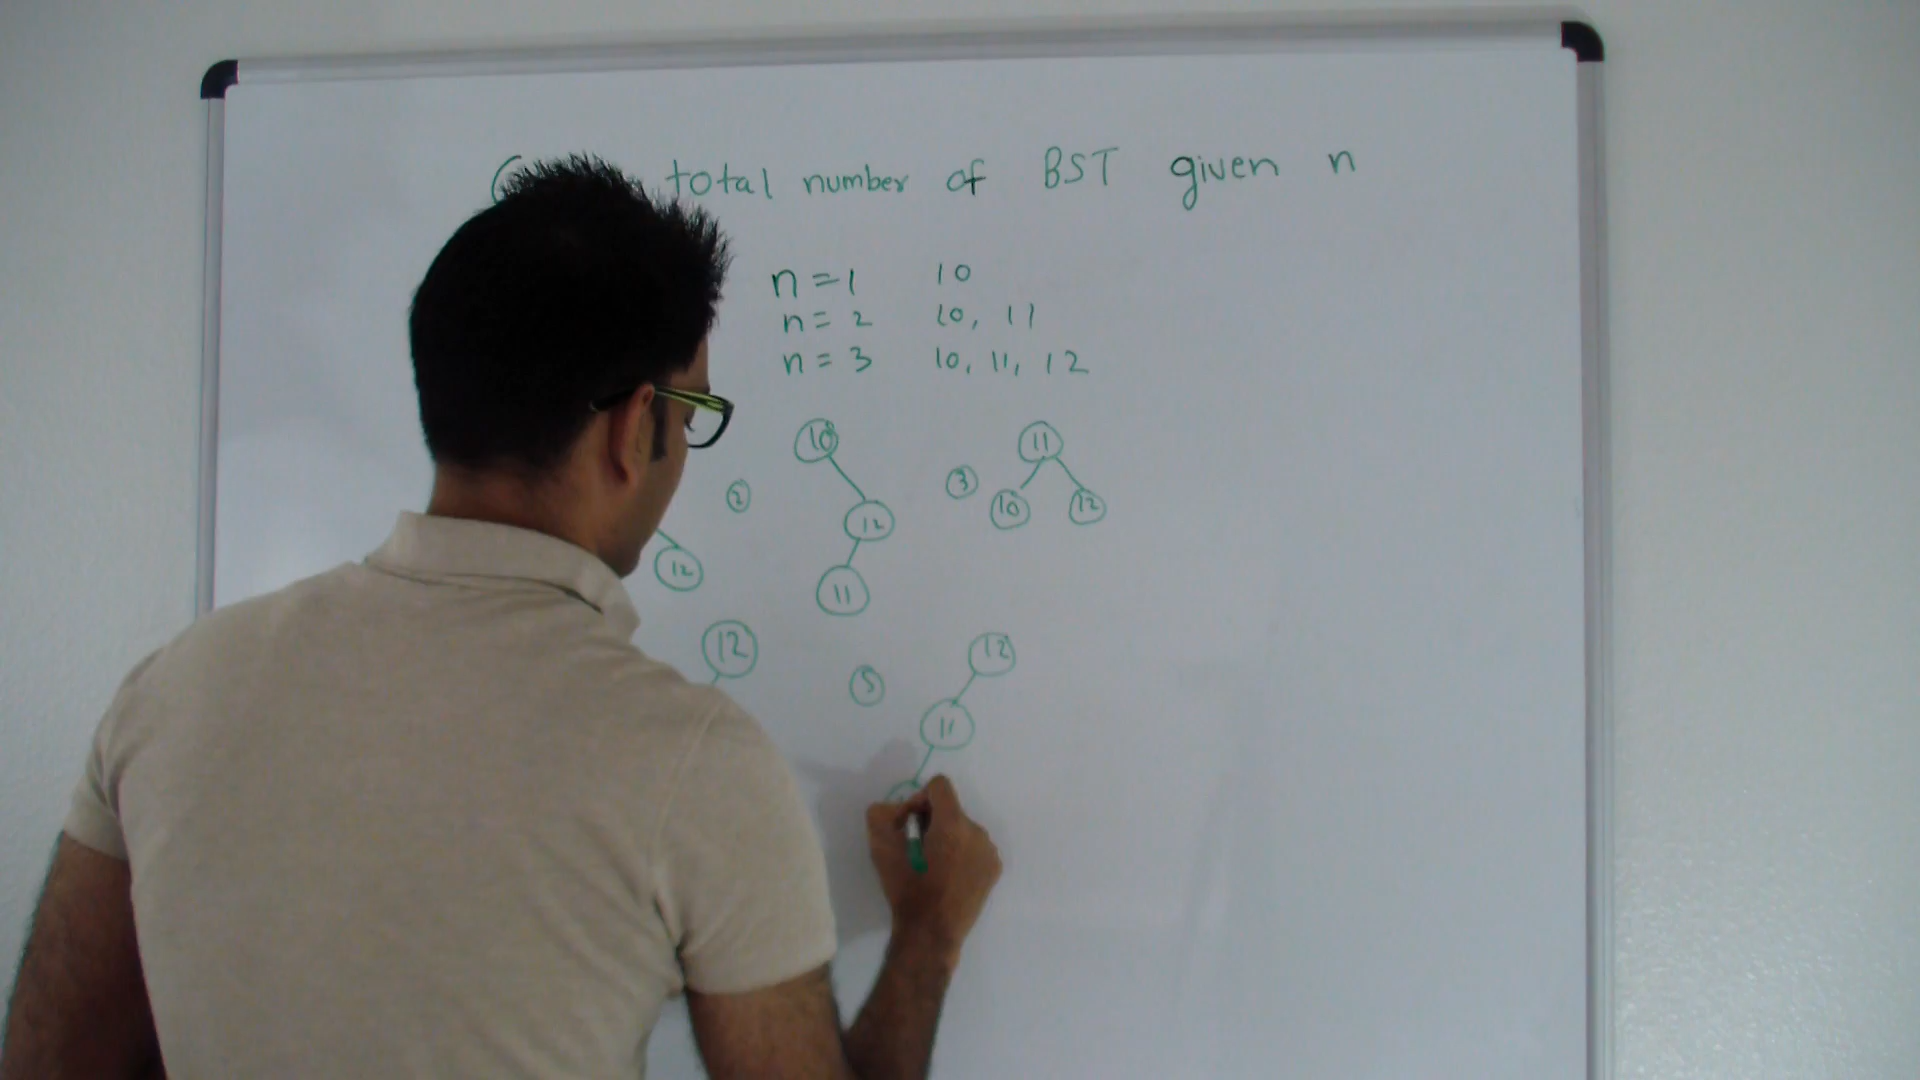 total number of BST given n
n = 1 10
n = 2 10, 11
n = 3 10, 11, 12
10 11
2 3
12 10 12
12 11
12 12
5
11